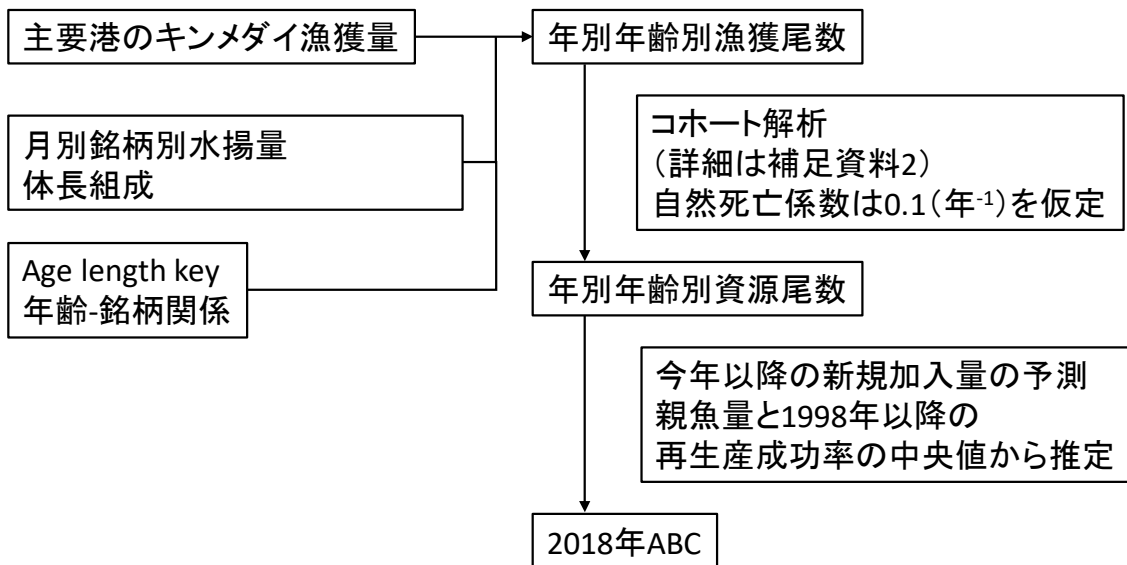 主要港のキンメダイ漁獲量
年別年齢別漁獲尾数
月別銘柄別水揚量
体長組成
コホート解析
（詳細は補足資料2）
自然死亡係数は0.1（年-1）を仮定
Age length key
年齢-銘柄関係
年別年齢別資源尾数
今年以降の新規加入量の予測
親魚量と1998年以降の
再生産成功率の中央値から推定
2018年ABC